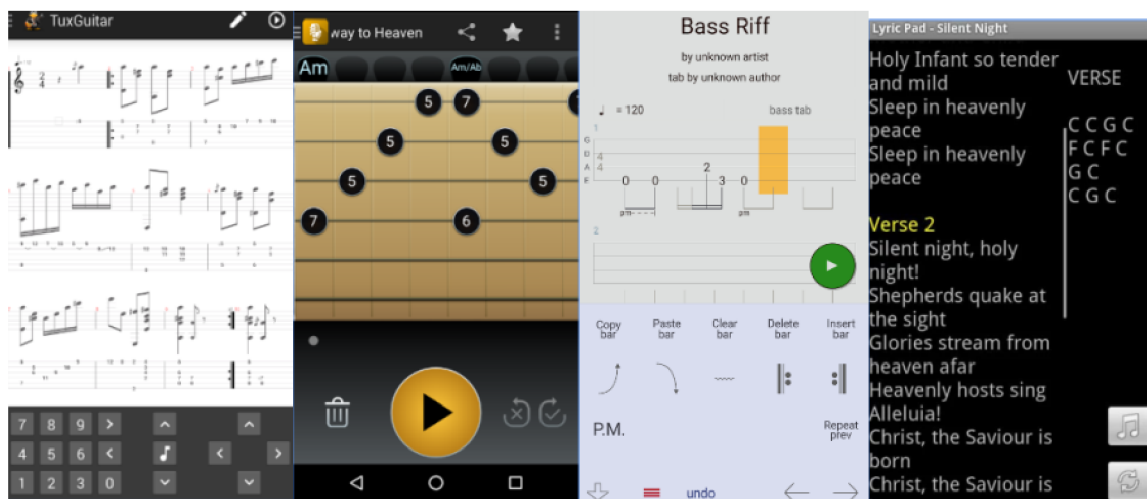 TuxGuitar
7 8 9 >
4 5 6 <
1 2 3 0
way to Heaven
Am
Am/Ab
5 7
5 5
5 5
7 6
Bass Riff
by unknown artist
tab by unknown author
= 120
bass tab
1
G
D
A
E
4
4
2
0 0 3 0
pm
pm
2
Copy bar
Paste bar
Clear bar
Delete bar
Insert bar
P.M.
Repeat prev
undo
Lyric Pad - Silent Night
Holy Infant so tender
and mild
Sleep in heavenly
peace
Sleep in heavenly
peace
Verse 2
Silent night, holy
night!
Shepherds quake at
the sight
Glories stream from
heaven afar
Heavenly hosts sing
Alleluia!
Christ, the Saviour is
born
Christ, the Saviour is
VERSE
C C G C
F C F C
G C
C G C